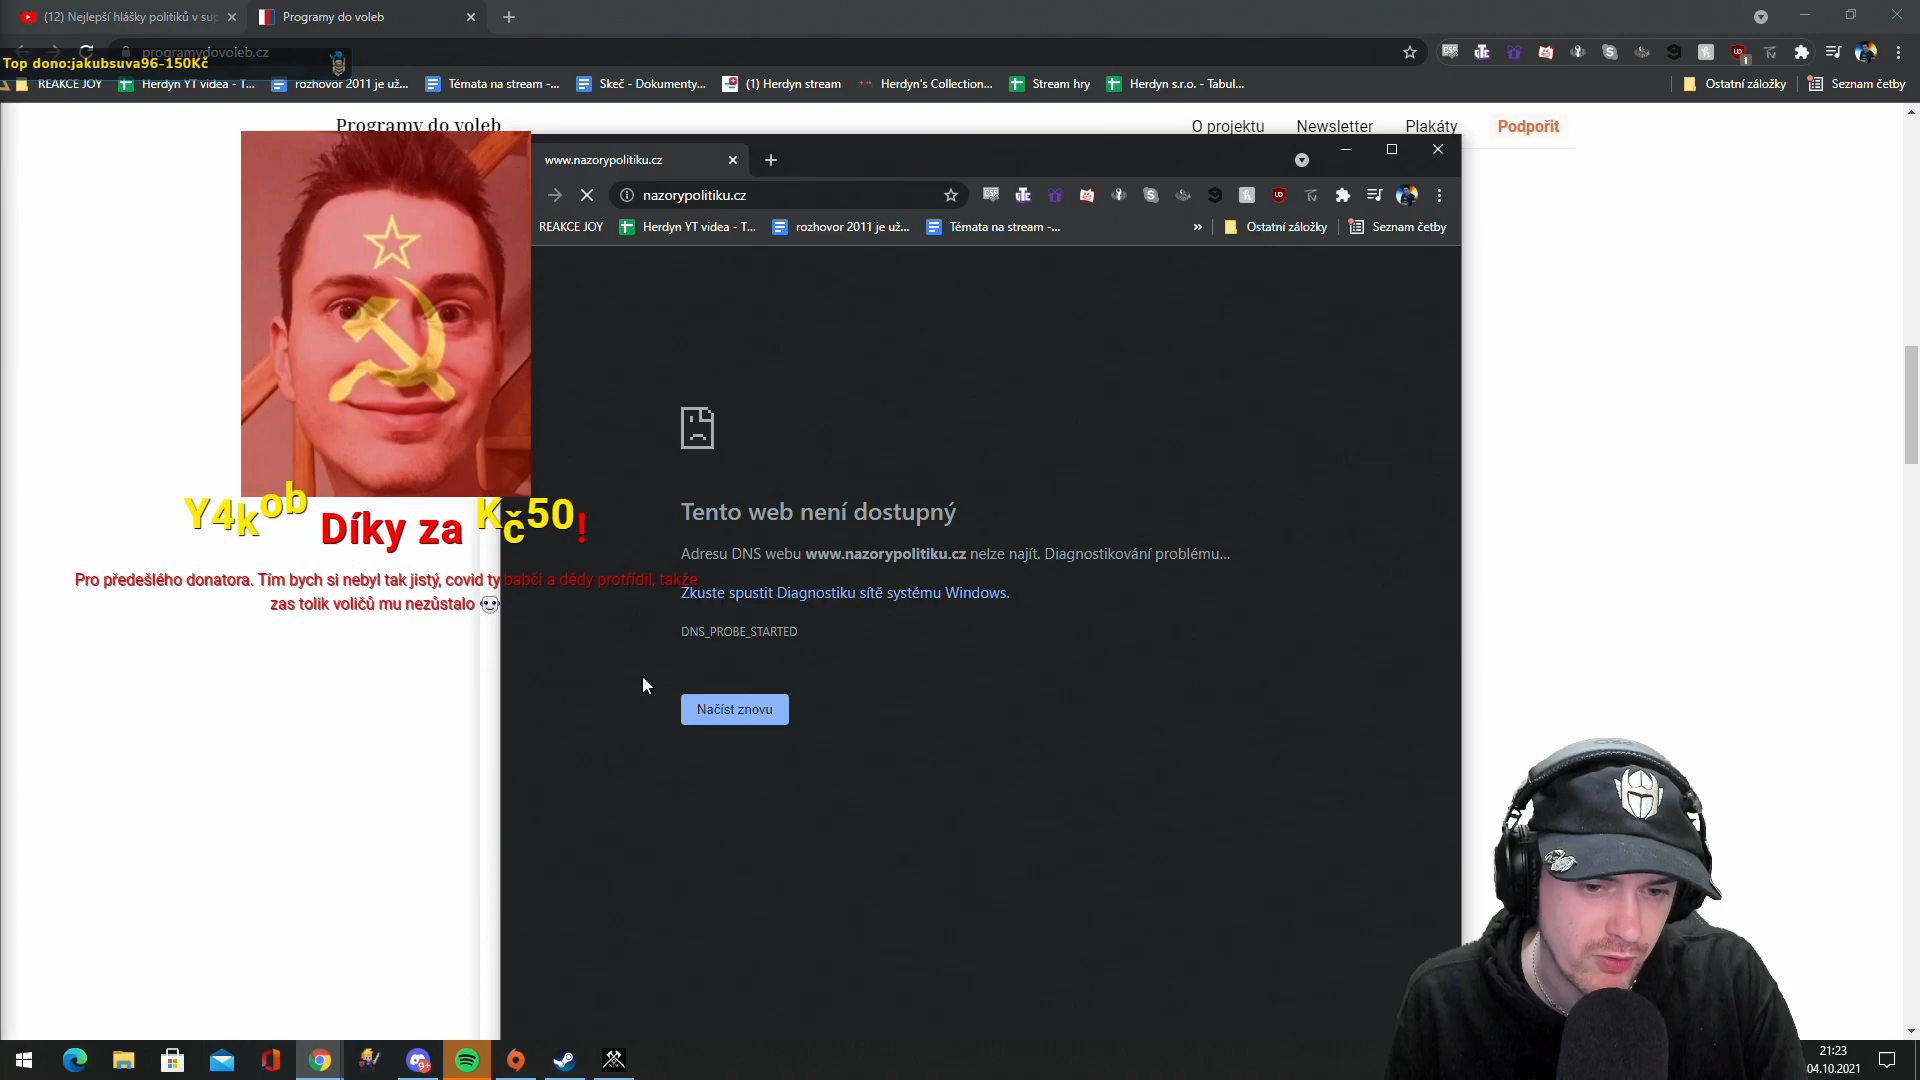 (12) Nejlepší hlášky politiků v sup
Programy do voleb
programydovoleb.cz
Top dono:jakubsuva96-150Kč
REAKCE JOY
Herdyn YT videa - T...
rozhovor 2011 je už...
Témata na stream -...
Skeč - Dokumenty...
(1) Herdyn stream
Herdyn's Collection...
Stream hry
Herdyn s.r.o. - Tabul...
Ostatní záložky
Seznam četby
Programy do voleb
O projektu
Newsletter
Plakáty
Podpořit
www.nazorypolitiku.cz
nazorypolitiku.cz
REAKCE JOY
Herdyn YT videa - T...
rozhovor 2011 je už...
Témata na stream -...
»
Ostatní záložky
Seznam četby
Tento web není dostupný
Adresu DNS webu www.nazorypolitiku.cz nelze najít. Diagnostikování problému...
Zkuste spustit Diagnostiku sítě systému Windows.
DNS_PROBE_STARTED
Načíst znovu
Y4kob Díky za Kč50!
Pro předešlého donatora. Tím bych si nebyl tak jistý, covid ty babči a dědy protřídil, takže
zas tolik voličů mu nezůstalo
21:23
04.10.2021